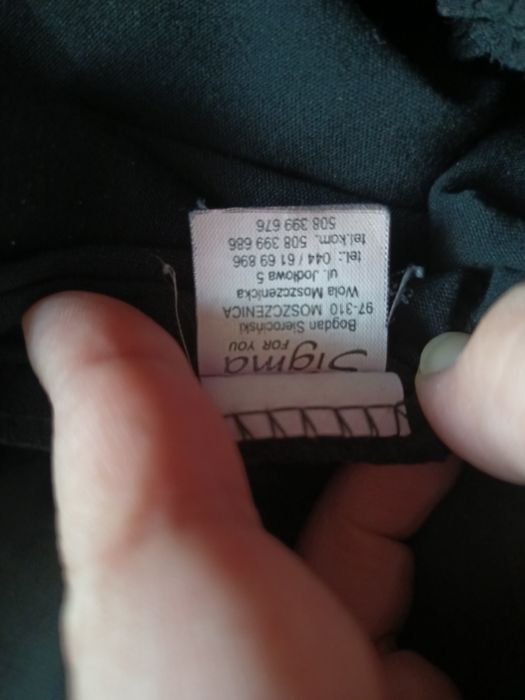 Sigma
FOR YOU
Bogdan Sierociński
97-310 MOSZCZENICA
Wola Moszczenicka
ul. Jodłowa 5
tel.: 044 / 61 69 896
tel.kom. 508 399 686
508 399 676